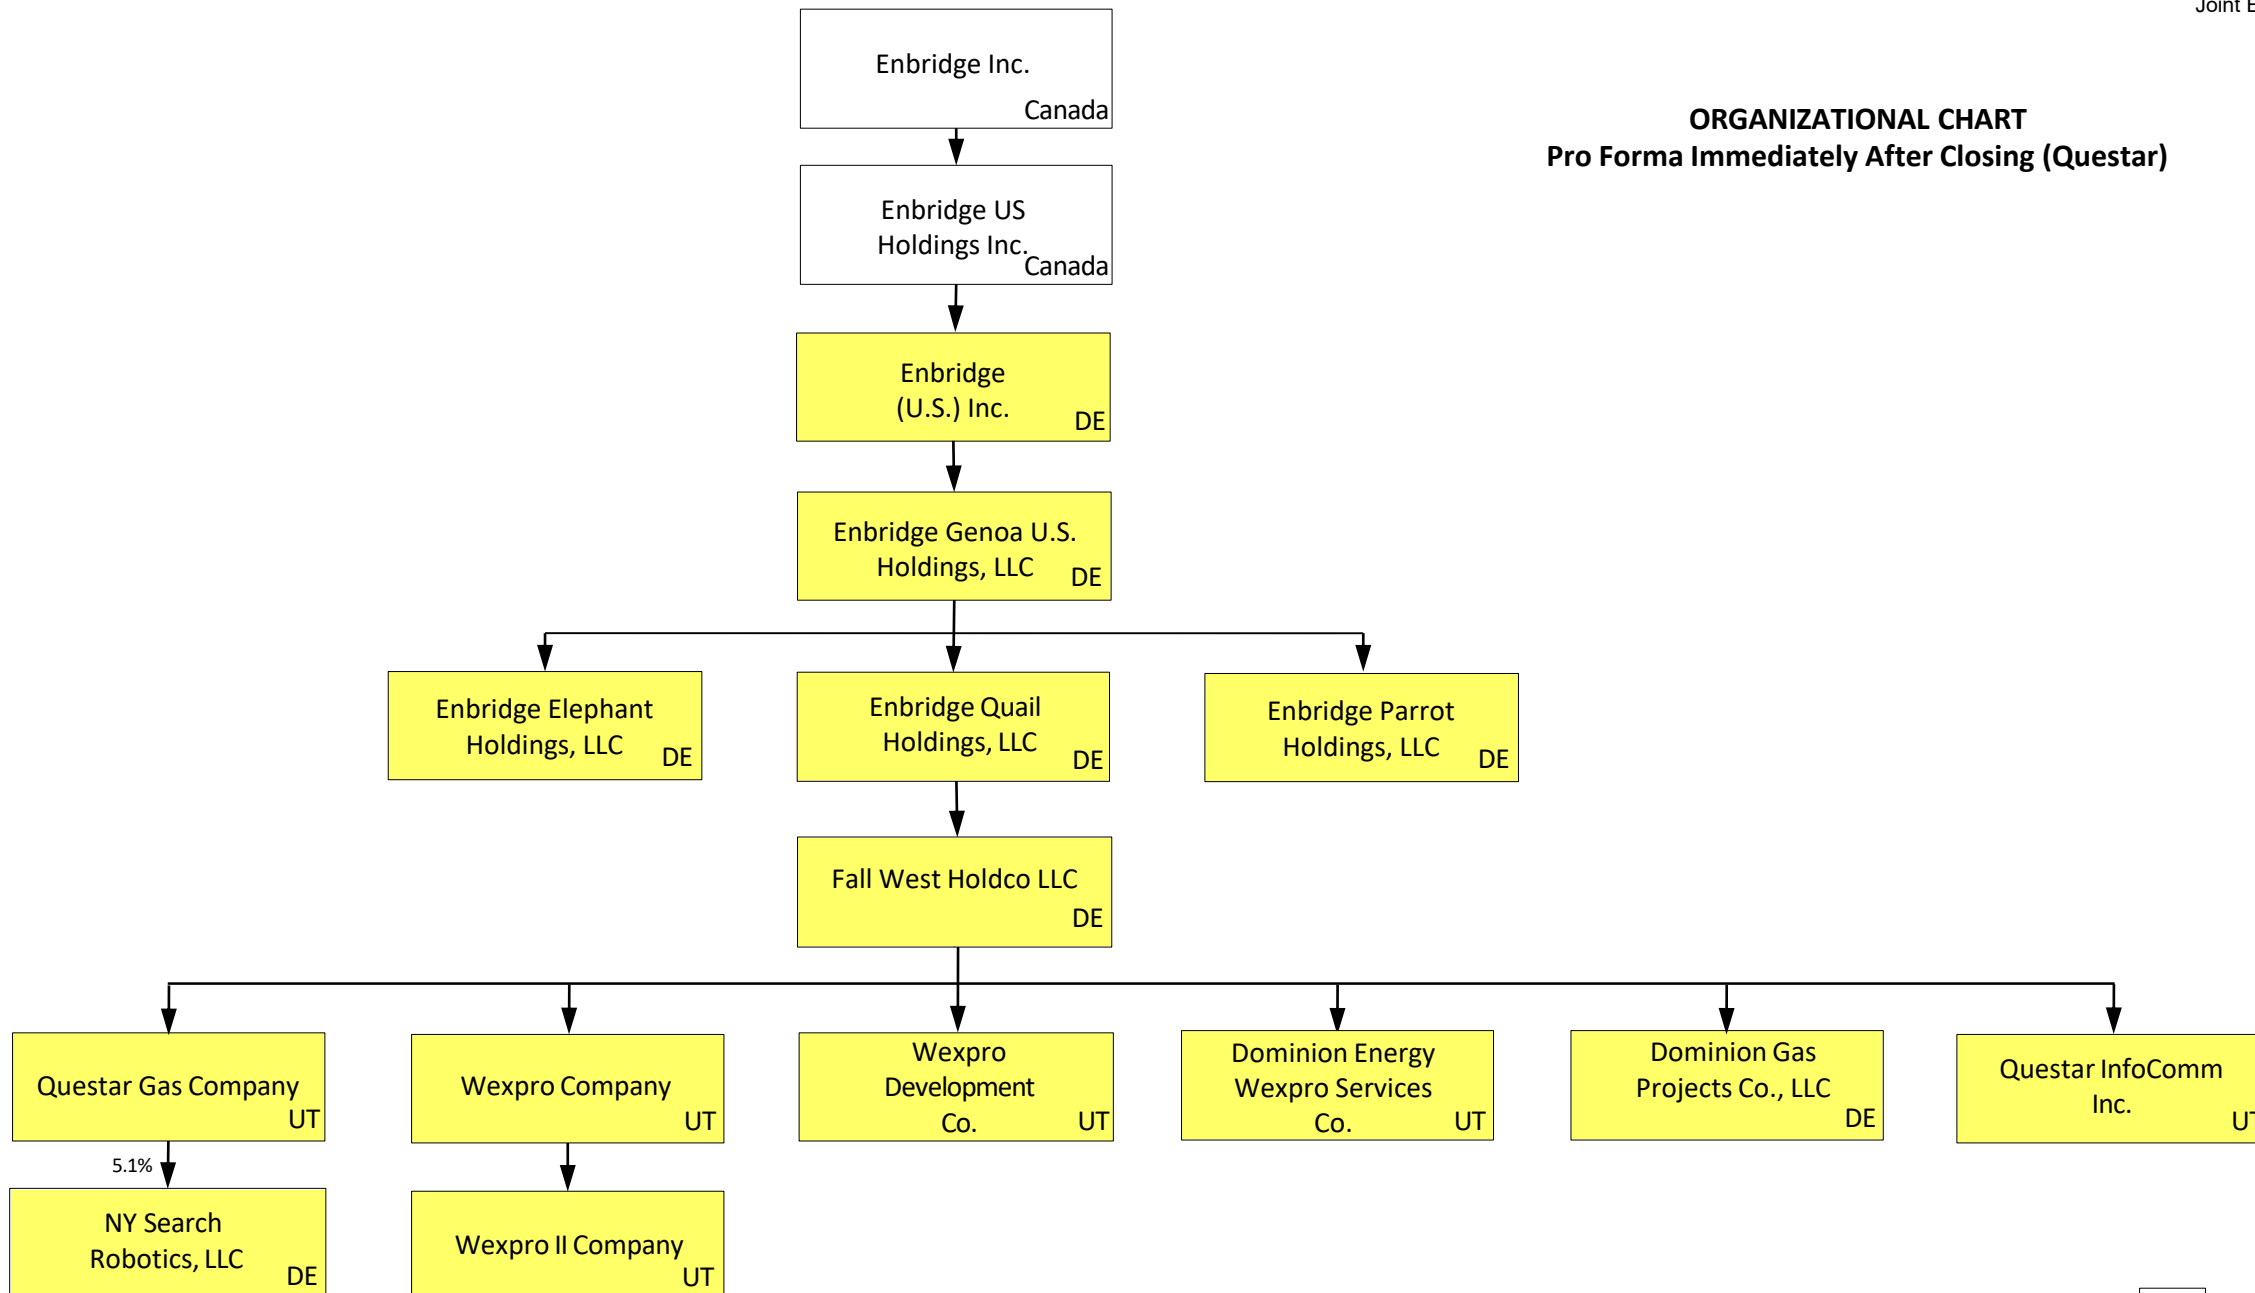 Joint E
Enbridge Inc.
Canada
ORGANIZATIONAL CHART
Pro Forma Immediately After Closing (Questar)
Enbridge US
Holdings Inc.
Canada
Enbridge
(U.S.) Inc.
DE
Enbridge Genoa U.S.
Holdings, LLC
DE
Enbridge Elephant
Holdings, LLC
DE
Enbridge Quail
Holdings, LLC
DE
Enbridge Parrot
Holdings, LLC
DE
Fall West Holdco LLC
DE
Questar Gas Company
UT
Wexpro Company
UT
Wexpro
Development
Co.
UT
Dominion Energy
Wexpro Services
Co.
UT
Dominion Gas
Projects Co., LLC
DE
Questar InfoComm
Inc.
UT
5.1%
NY Search
Robotics, LLC
DE
Wexpro II Company
UT